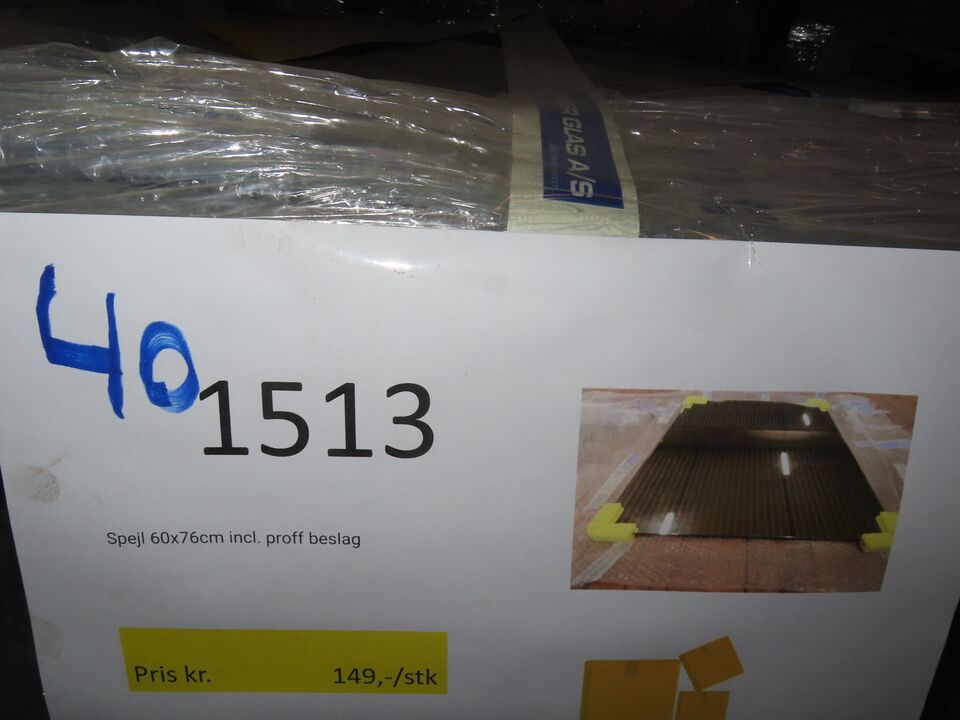 GLAS A/S
40
1513
Spejl 60x76cm incl. proff beslag
Pris kr. 149,-/stk